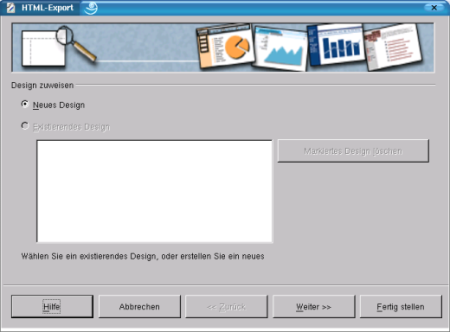 HTML-Export
Design zuweisen
Neues Design
Existierendes Design
Markiertes Design löschen
Wählen Sie ein existierendes Design, oder erstellen Sie ein neues
Hilfe
Abbrechen
<< Zurück
Weiter >>
Fertig stellen